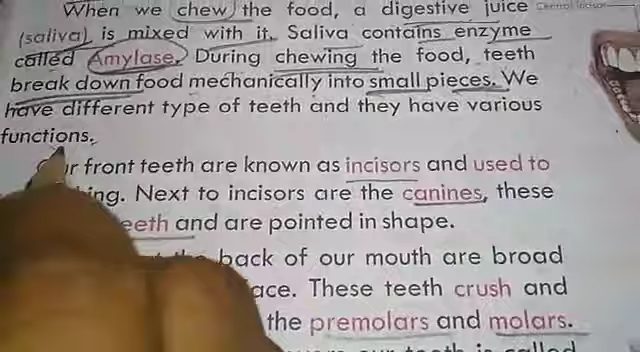 When we chew the food, a digestive juice
(saliva) is mixed with it. Saliva contains enzyme
called Amylase. During chewing the food, teeth
break down food mechanically into small pieces. We
have different type of teeth and they have various
functions.
front teeth are known as incisors and used to
Next to incisors are the canines, these
and are pointed in shape.
back of our mouth are broad
These teeth crush and
the premolars and molars.